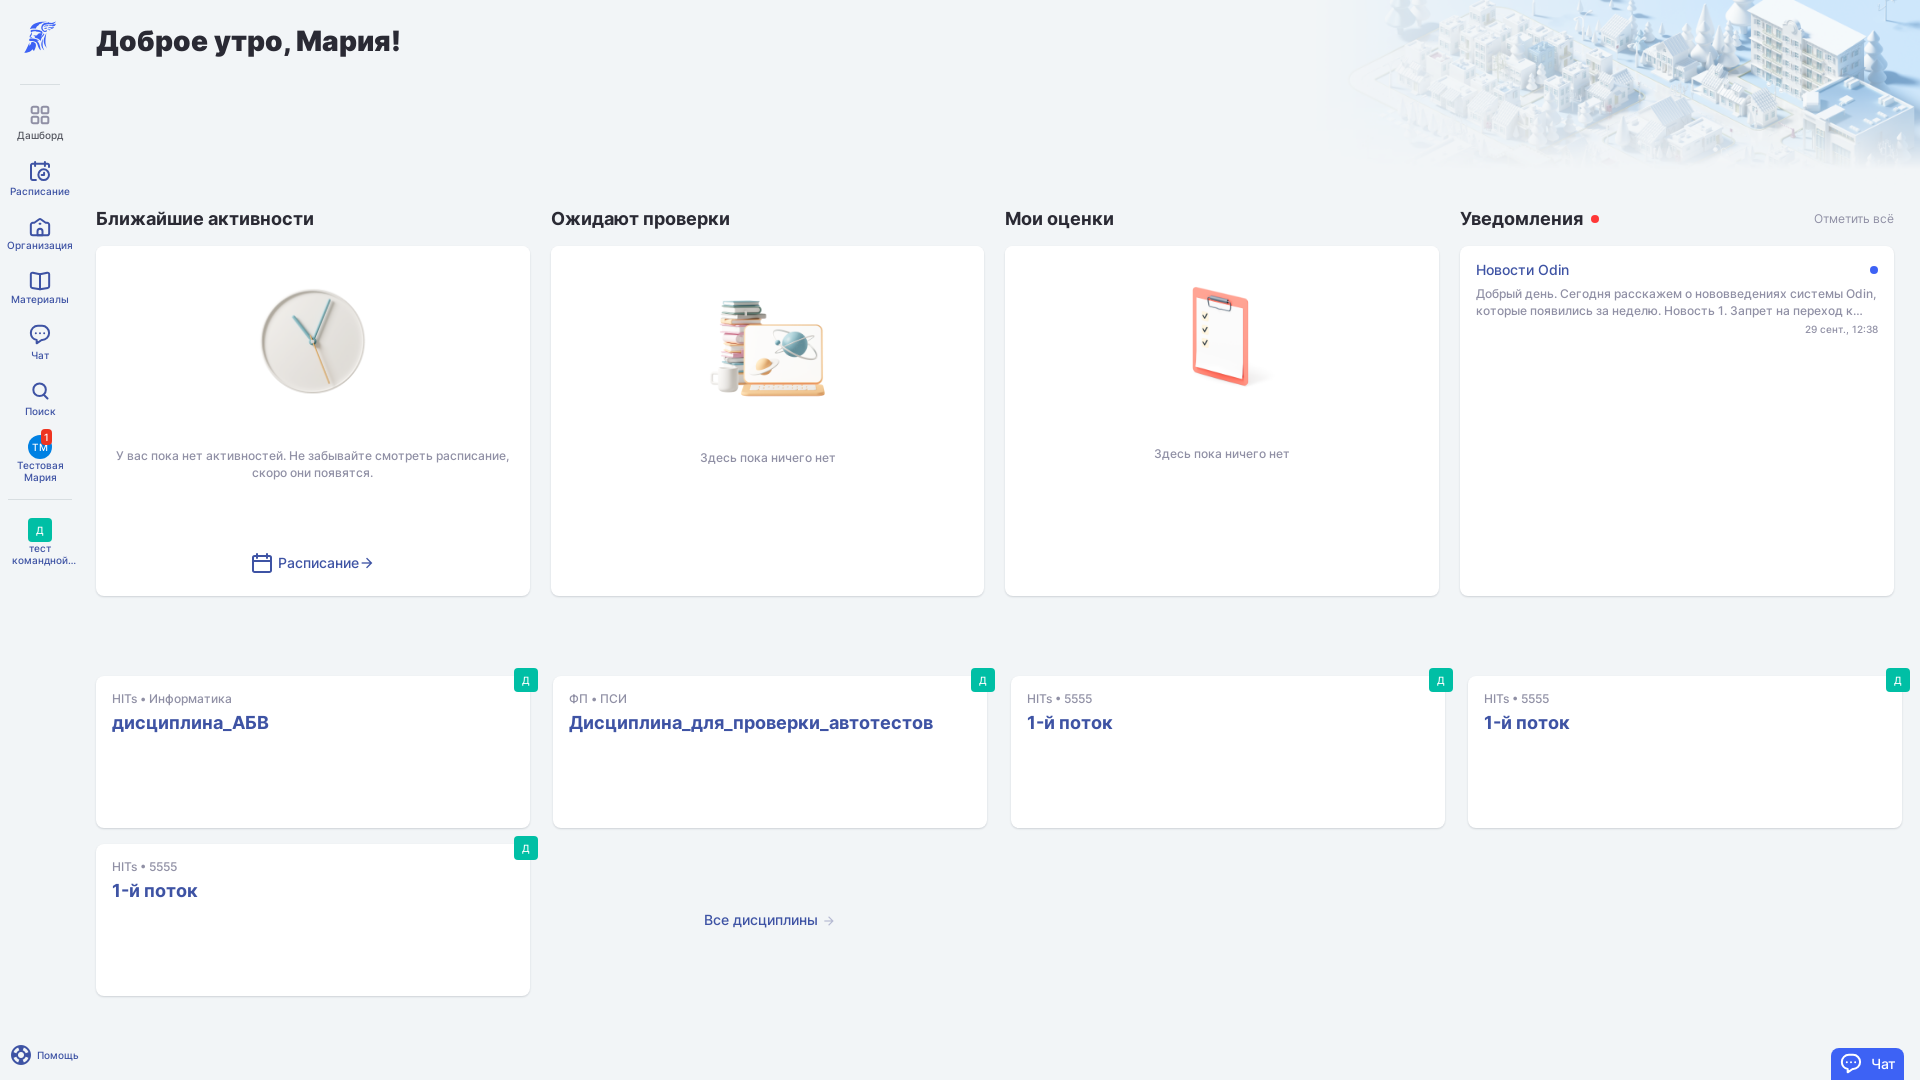 Доброе утро, Мария!
Дашборд
Расписание
Организация
Материалы
Чат
Поиск
ТМ
1
Тестовая
Мария
Д
тест
командной...
Помощь
Ближайшие активности
У вас пока нет активностей. Не забывайте смотреть расписание,
скоро они появятся.
Расписание
Ожидают проверки
Здесь пока ничего нет
Мои оценки
Здесь пока ничего нет
Уведомления
Отметить всё
Новости Odin
Добрый день. Сегодня расскажем о нововведениях системы Odin,
которые появились за неделю. Новость 1. Запрет на переход к...
29 сент., 12:38
Д
HITs • Информатика
дисциплина_АБВ
Д
ФП • ПСИ
Дисциплина_для_проверки_автотестов
Д
HITs • 5555
1-й поток
Д
HITs • 5555
1-й поток
Д
HITs • 5555
1-й поток
Все дисциплины
Чат